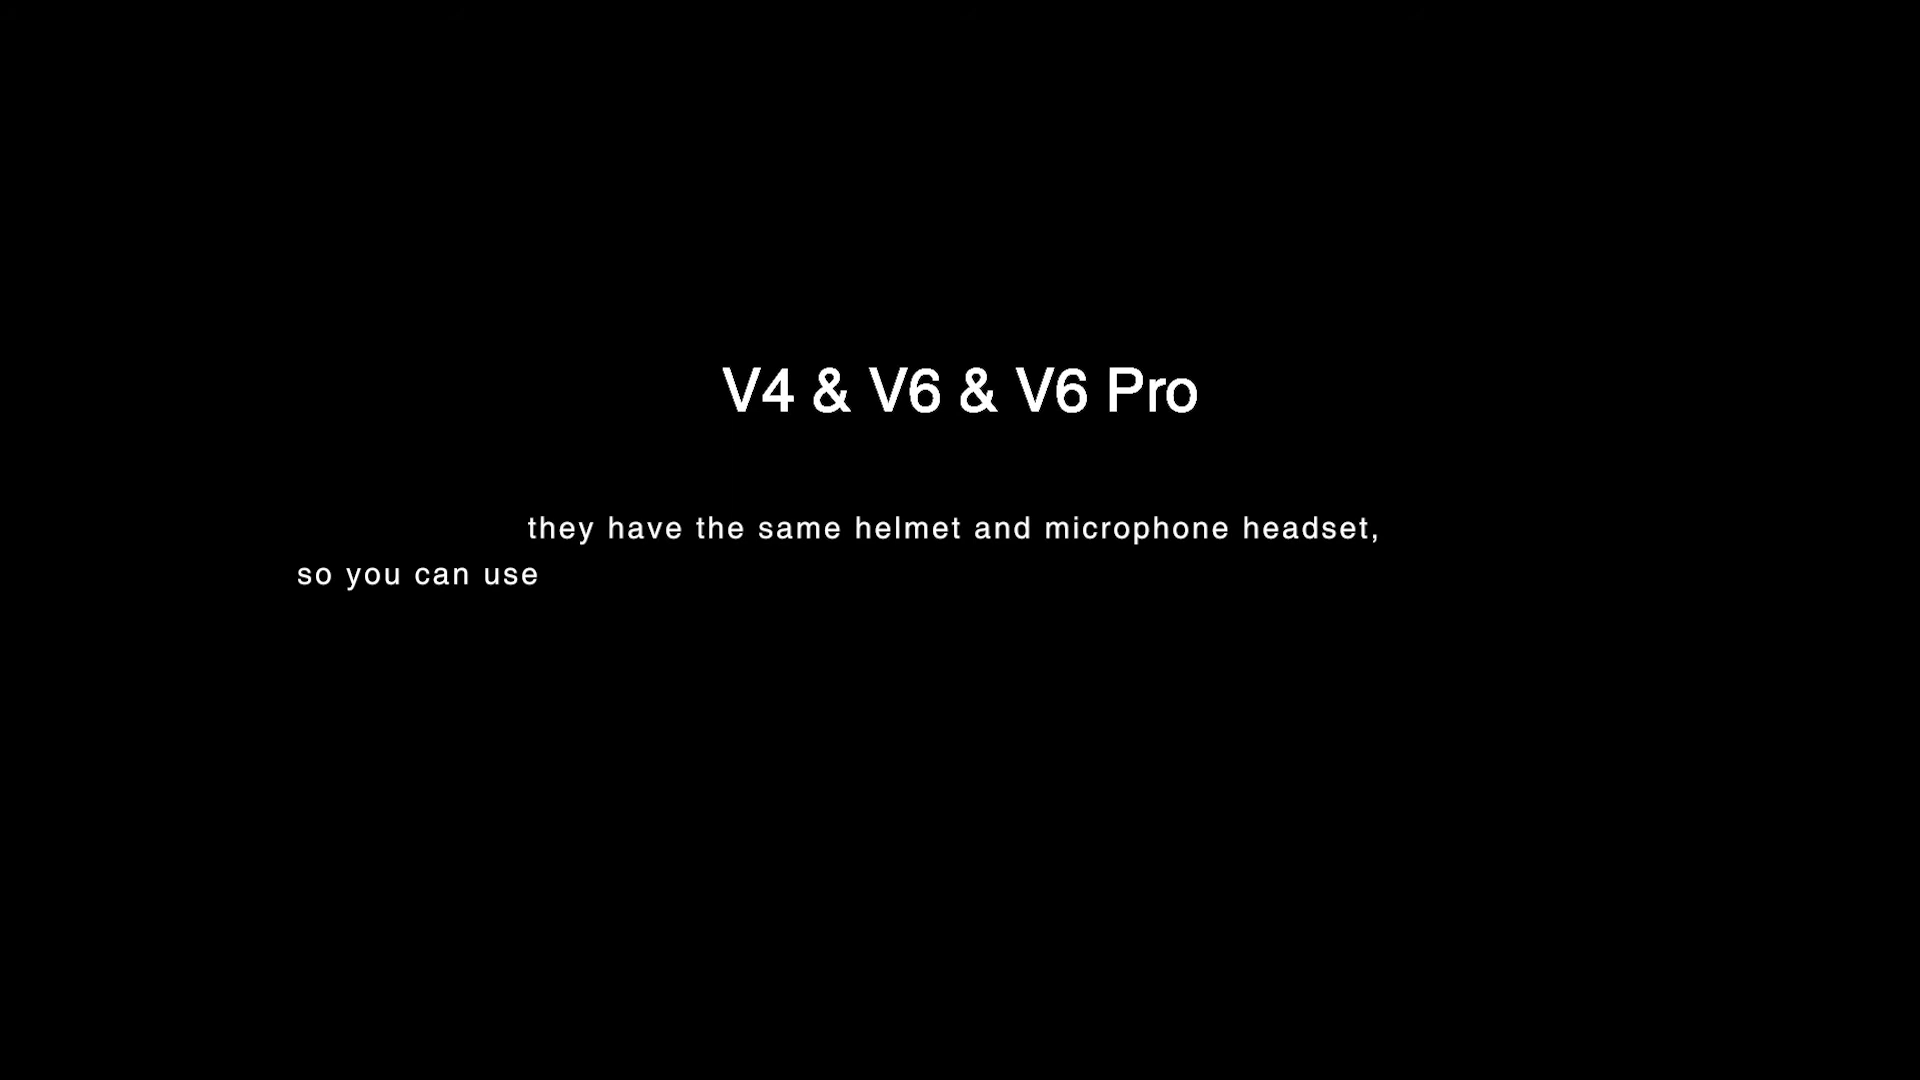 V4 & V6 & V6 Pro
they have the same helmet and microphone headset,
so you can use